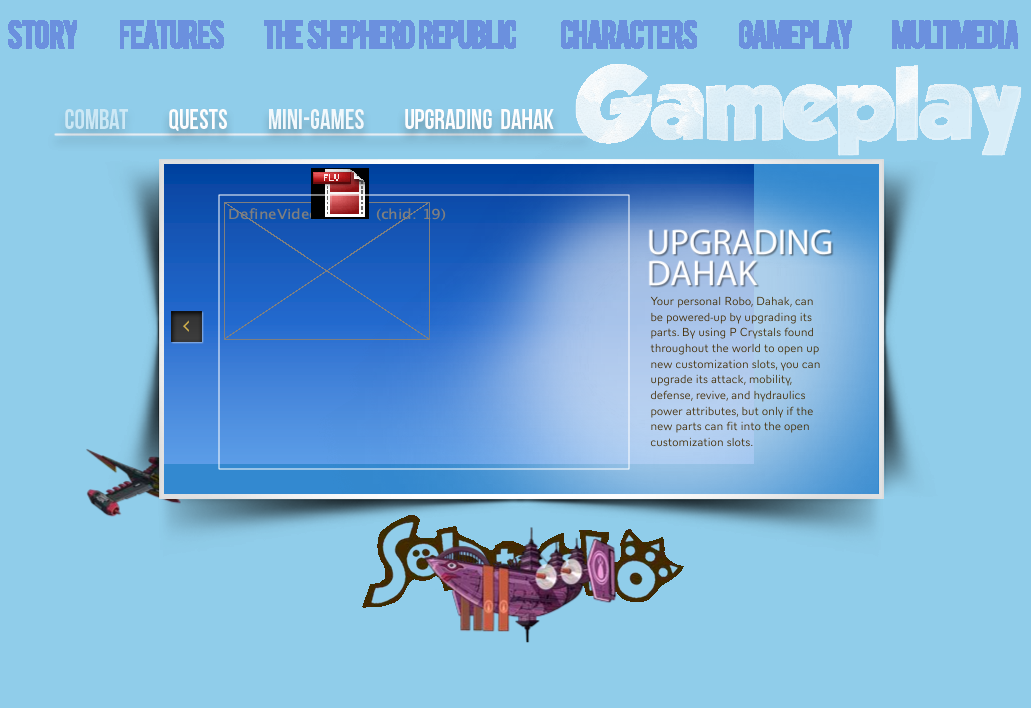 STORY FEATURES THE SHEPHERD REPUBLIC CHARACTERS GAMEPLAY MULTIMEDIA
Gameplay
COMBAT QUESTS MINI-GAMES UPGRADING DAHAK
FLV
(chid: 19)
UPGRADING
DAHAK
Your personal Robo, Dahak, can
be powered-up by upgrading its
parts. By using P Crystals found
throughout the world to open up
new customization slots, you can
upgrade its attack, mobility,
defense, revive, and hydraulics
power attributes, but only if the
new parts can fit into the open
customization slots.